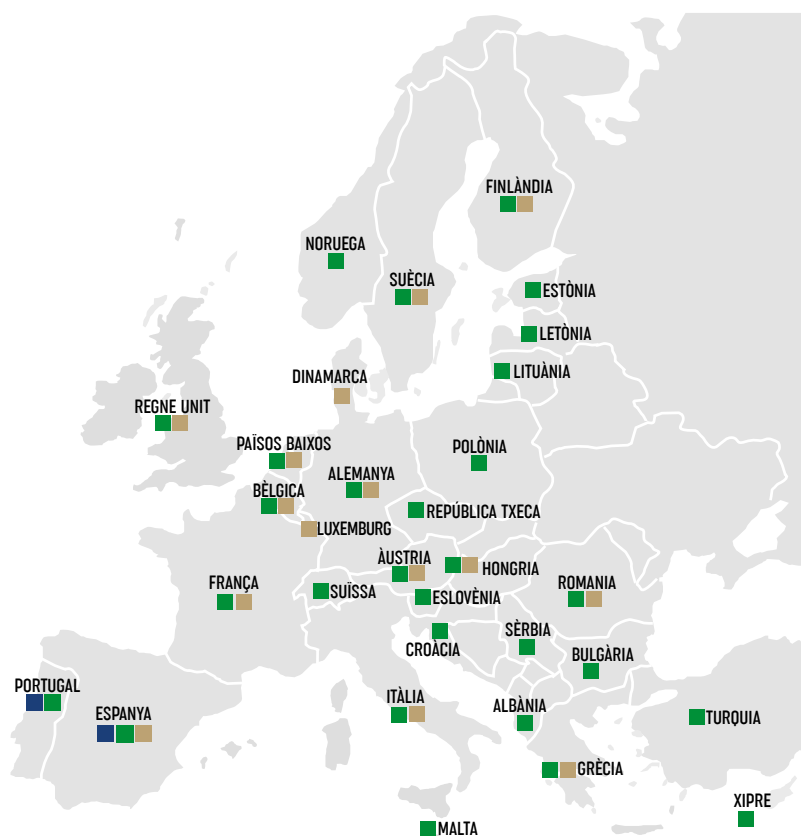 FINLÀNDIA
NORUEGA
SUÈCIA
ESTÒNIA
LETÒNIA
LITUÀNIA
DINAMARCA
REGNE UNIT
PAÏSOS BAIXOS
POLÒNIA
ALEMANYA
BÈLGICA
REPÚBLICA TXECA
LUXEMBURG
ÀUSTRIA
HONGRIA
FRANÇA
SUÏSSA
ROMANIA
ESLOVÈNIA
SÈRBIA
CROÀCIA
BULGÀRIA
PORTUGAL
ESPANYA
ITÀLIA
ALBÀNIA
TURQUIA
GRÈCIA
XIPRE
MALTA